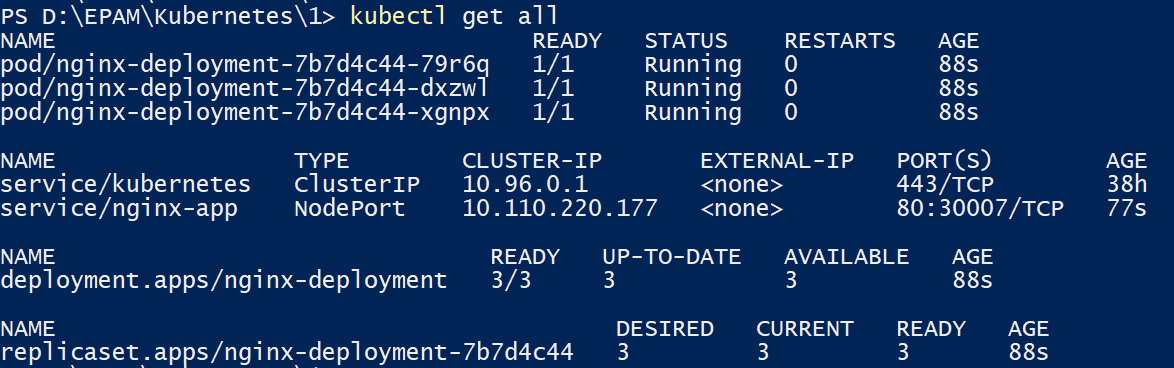 PS D:\EPAM\Kubernetes\1> kubectl get all
NAME READY STATUS RESTARTS AGE
pod/nginx-deployment-7b7d4c44-79r6q 1/1 Running 0 88s
pod/nginx-deployment-7b7d4c44-dxzwl 1/1 Running 0 88s
pod/nginx-deployment-7b7d4c44-xgnpx 1/1 Running 0 88s
NAME TYPE CLUSTER-IP EXTERNAL-IP PORT(S) AGE
service/kubernetes ClusterIP 10.96.0.1 <none> 443/TCP 38h
service/nginx-app NodePort 10.110.220.177 <none> 80:30007/TCP 77s
NAME READY UP-TO-DATE AVAILABLE AGE
deployment.apps/nginx-deployment 3/3 3 3 88s
NAME DESIRED CURRENT READY AGE
replicaset.apps/nginx-deployment-7b7d4c44 3 3 3 88s